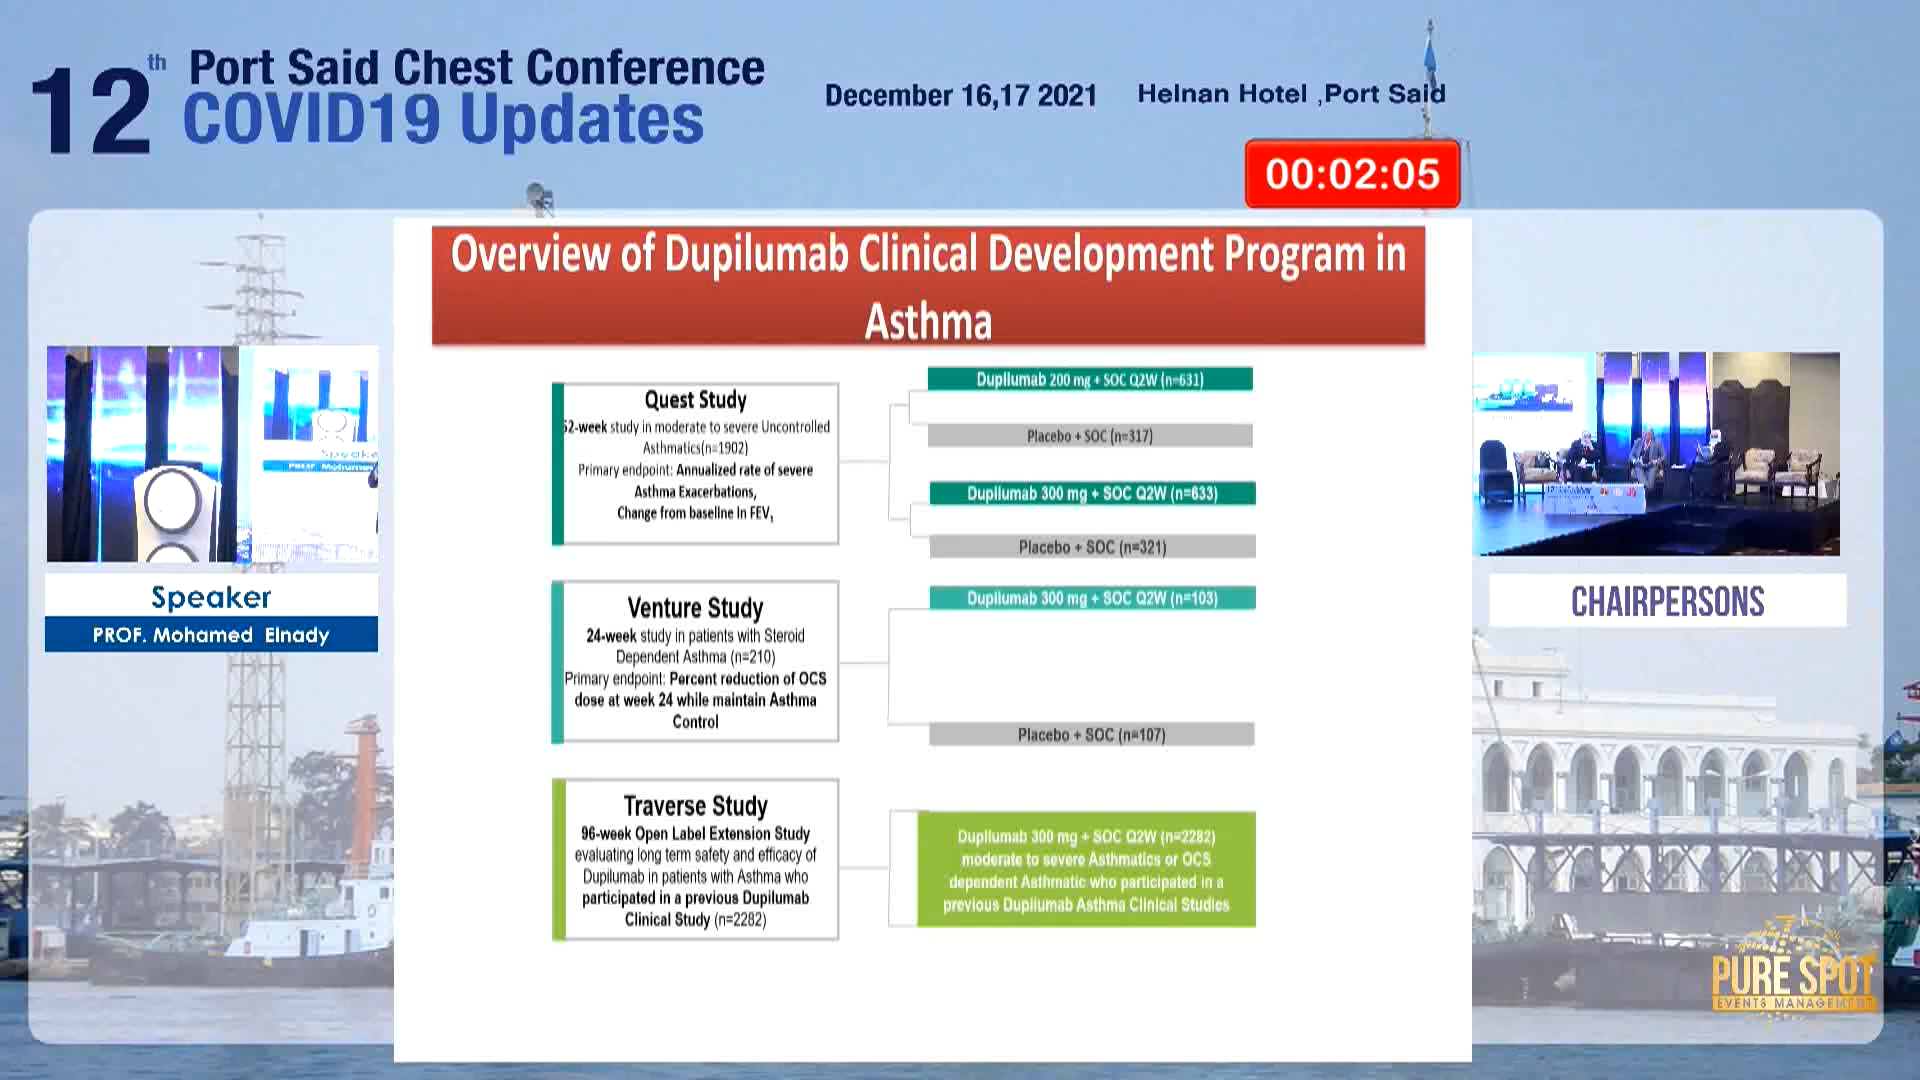 12th Port Said Chest Conference
COVID19 Updates
December 16,17 2021
Helnan Hotel ,Port Said
00:02:05
Overview of Dupilumab Clinical Development Program in
Asthma
Quest Study
52-week study in moderate to severe Uncontrolled
Asthmatics(n=1902)
Primary endpoint: Annualized rate of severe
Asthma Exacerbations,
Change from baseline In FEV₁
Dupilumab 200 mg + SOC Q2W (n=631)
Placebo + SOC (n=317)
Dupilumab 300 mg + SOC Q2W (n=633)
Placebo + SOC (n=321)
Venture Study
24-week study in patients with Steroid
Dependent Asthma (n=210)
Primary endpoint: Percent reduction of OCS
dose at week 24 while maintain Asthma
Control
Dupilumab 300 mg + SOC Q2W (n=103)
Placebo + SOC (n=107)
Traverse Study
96-week Open Label Extension Study
evaluating long term safety and efficacy of
Dupilumab in patients with Asthma who
participated in a previous Dupilumab
Clinical Study (n=2282)
Dupilumab 300 mg + SOC Q2W (n=2282)
moderate to severe Asthmatics or OCS
dependent Asthmatic who participated in a
previous Dupilumab Asthma Clinical Studies
Speaker
PROF. Mohamed Elnady
CHAIRPERSONS
PURE SPOT
EVENTS MANAGEMENT